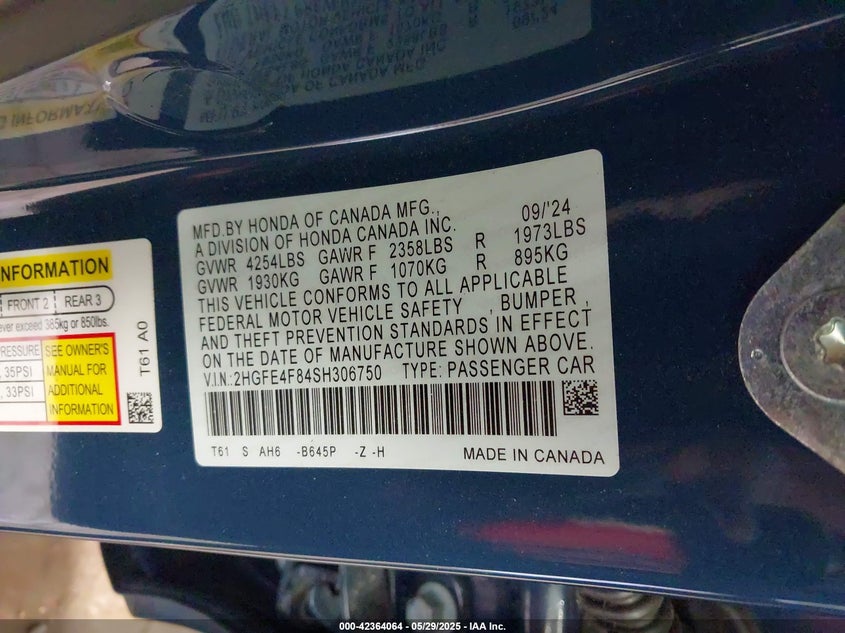 MFD.BY HONDA OF CANADA MFG., 09/'24
A DIVISION OF HONDA CANADA INC.
GVWR 4254LBS GAWR F 2358LBS R 1973LBS
GVWR 1930KG GAWR F 1070KG R 895KG
THIS VEHICLE CONFORMS TO ALL APPLICABLE
FEDERAL MOTOR VEHICLE SAFETY , BUMPER ,
AND THEFT PREVENTION STANDARDS IN EFFECT
ON THE DATE OF MANUFACTURE SHOWN ABOVE.
V.I.N:2HGFE4F84SH306750 TYPE: PASSENGER CAR
T61 S AH6 -B645P -Z -H MADE IN CANADA
NFORMATION
FRONT 2 REAR 3
ever exceed 385kg or 850lbs.
PRESSURE SEE OWNER'S
, 35PSI MANUAL FOR
, 33PSI ADDITIONAL
INFORMATION
T61 A0
000-42364064 - 05/29/2025 - IAA Inc.